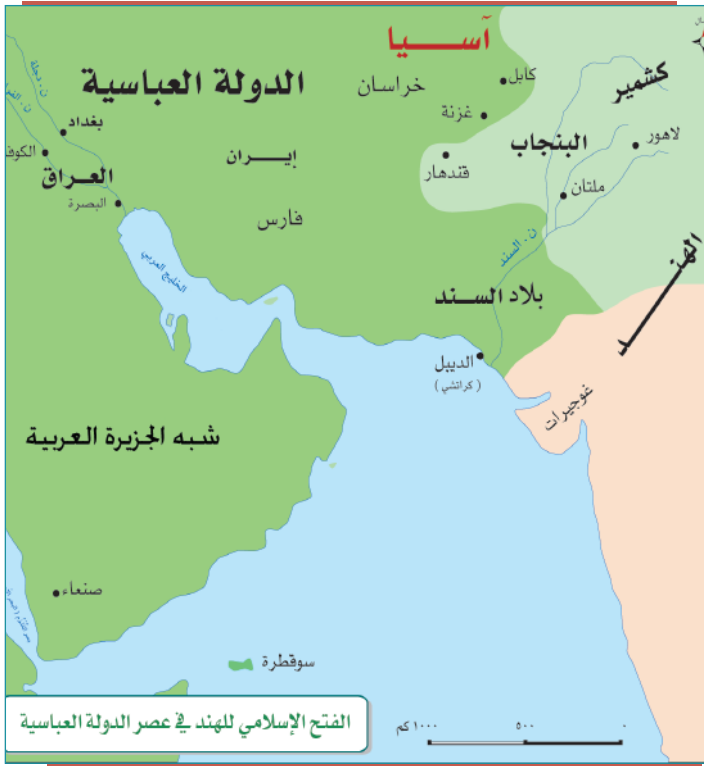 آسيا
الدولة العباسية
خراسان
كابل
غزنة
كشمير
البنجاب
لاهور
قندهار
ملتان
ن. دجلة
بغداد
العراق
البصرة
إيران
فارس
الخليج العربي
ن. السند
بلاد السند
الهند
الديبل
(كراتشي)
غوجيرات
شبه الجزيرة العربية
صنعاء
سوقطرة
١٠٠٠ كم
٥٠٠
٠
الفتح الإسلامي للهند في عصر الدولة العباسية